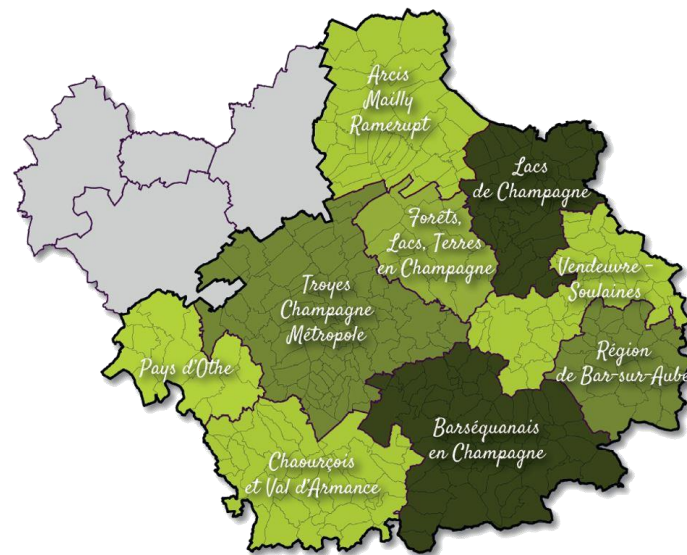 Arcis
Mailly
Ramerupt
Lacs
de Champagne
Forêts,
Lacs, Terres
en Champagne
Vendeuvre -
Soulaines
Troyes
Champagne
Métropole
Région
de Bar-sur-Aube
Pays d'Othe
Barséquanais
en Champagne
Chaourçois
et Val d'Armance